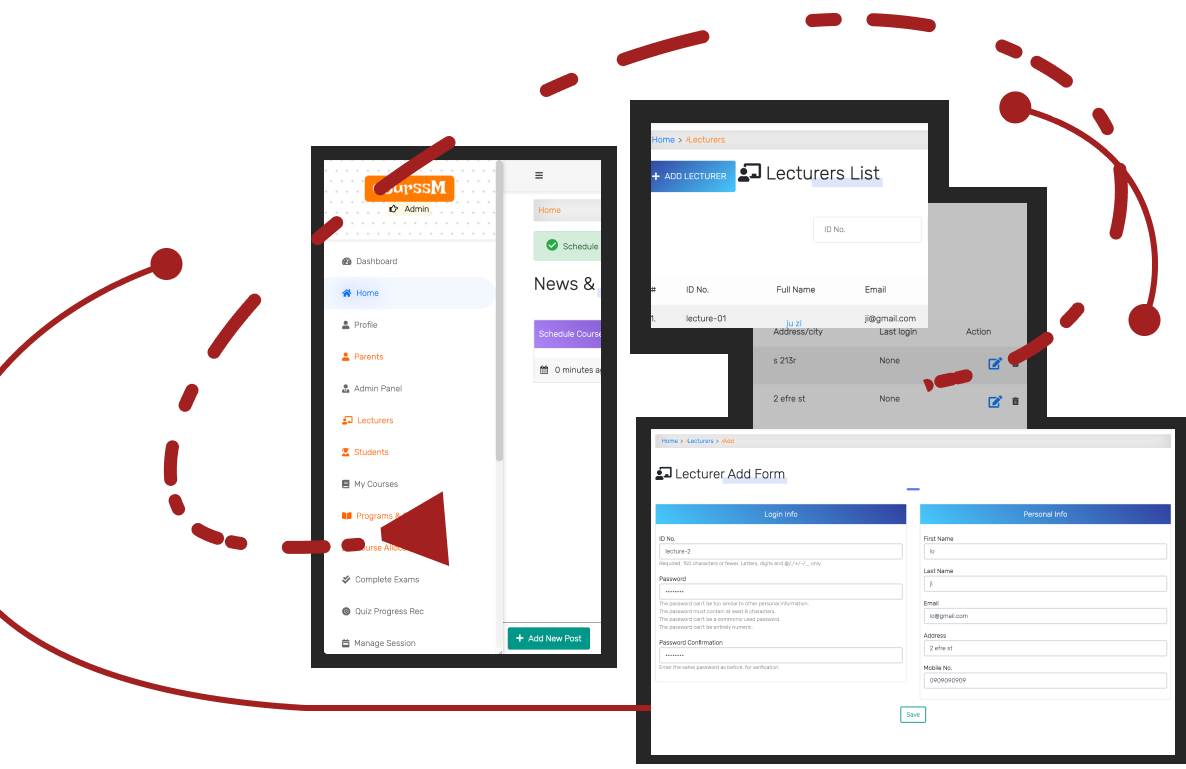 Admin
Home
Schedule
News &
Schedule Course
0 minutes
Dashboard
Home
Profile
Parents
Admin Panel
Lecturers
Students
My Courses
Programs &
Complete Exams
Quiz Progress Rec
Manage Session
+ Add New Post
Home > ›Lecturers
+ ADD LECTURER
Lecturers List
ID No.
# ID No. Full Name Email
1. lecture-01 ju zi ji@gmail.com
Address/city Last login Action
s 213r None
2 efre st None
Home > ›Lecturers > ›Add
Lecturer Add Form
Login Info
ID No.
lecture-2
Required. 150 characters or fewer. Letters, digits and @/./+/-/_ only.
Password
••••••••
The password can't be too similar to other personal information.
The password must contain at least 8 characters.
The password can't be a commonly used password.
The password can't be entirely numeric.
Password Confirmation
••••••••
Enter the same password as before, for verification.
Personal Info
First Name
lo
Last Name
ji
Email
lo@gmail.com
Address
2 efre st
Mobile No.
0909090909
Save